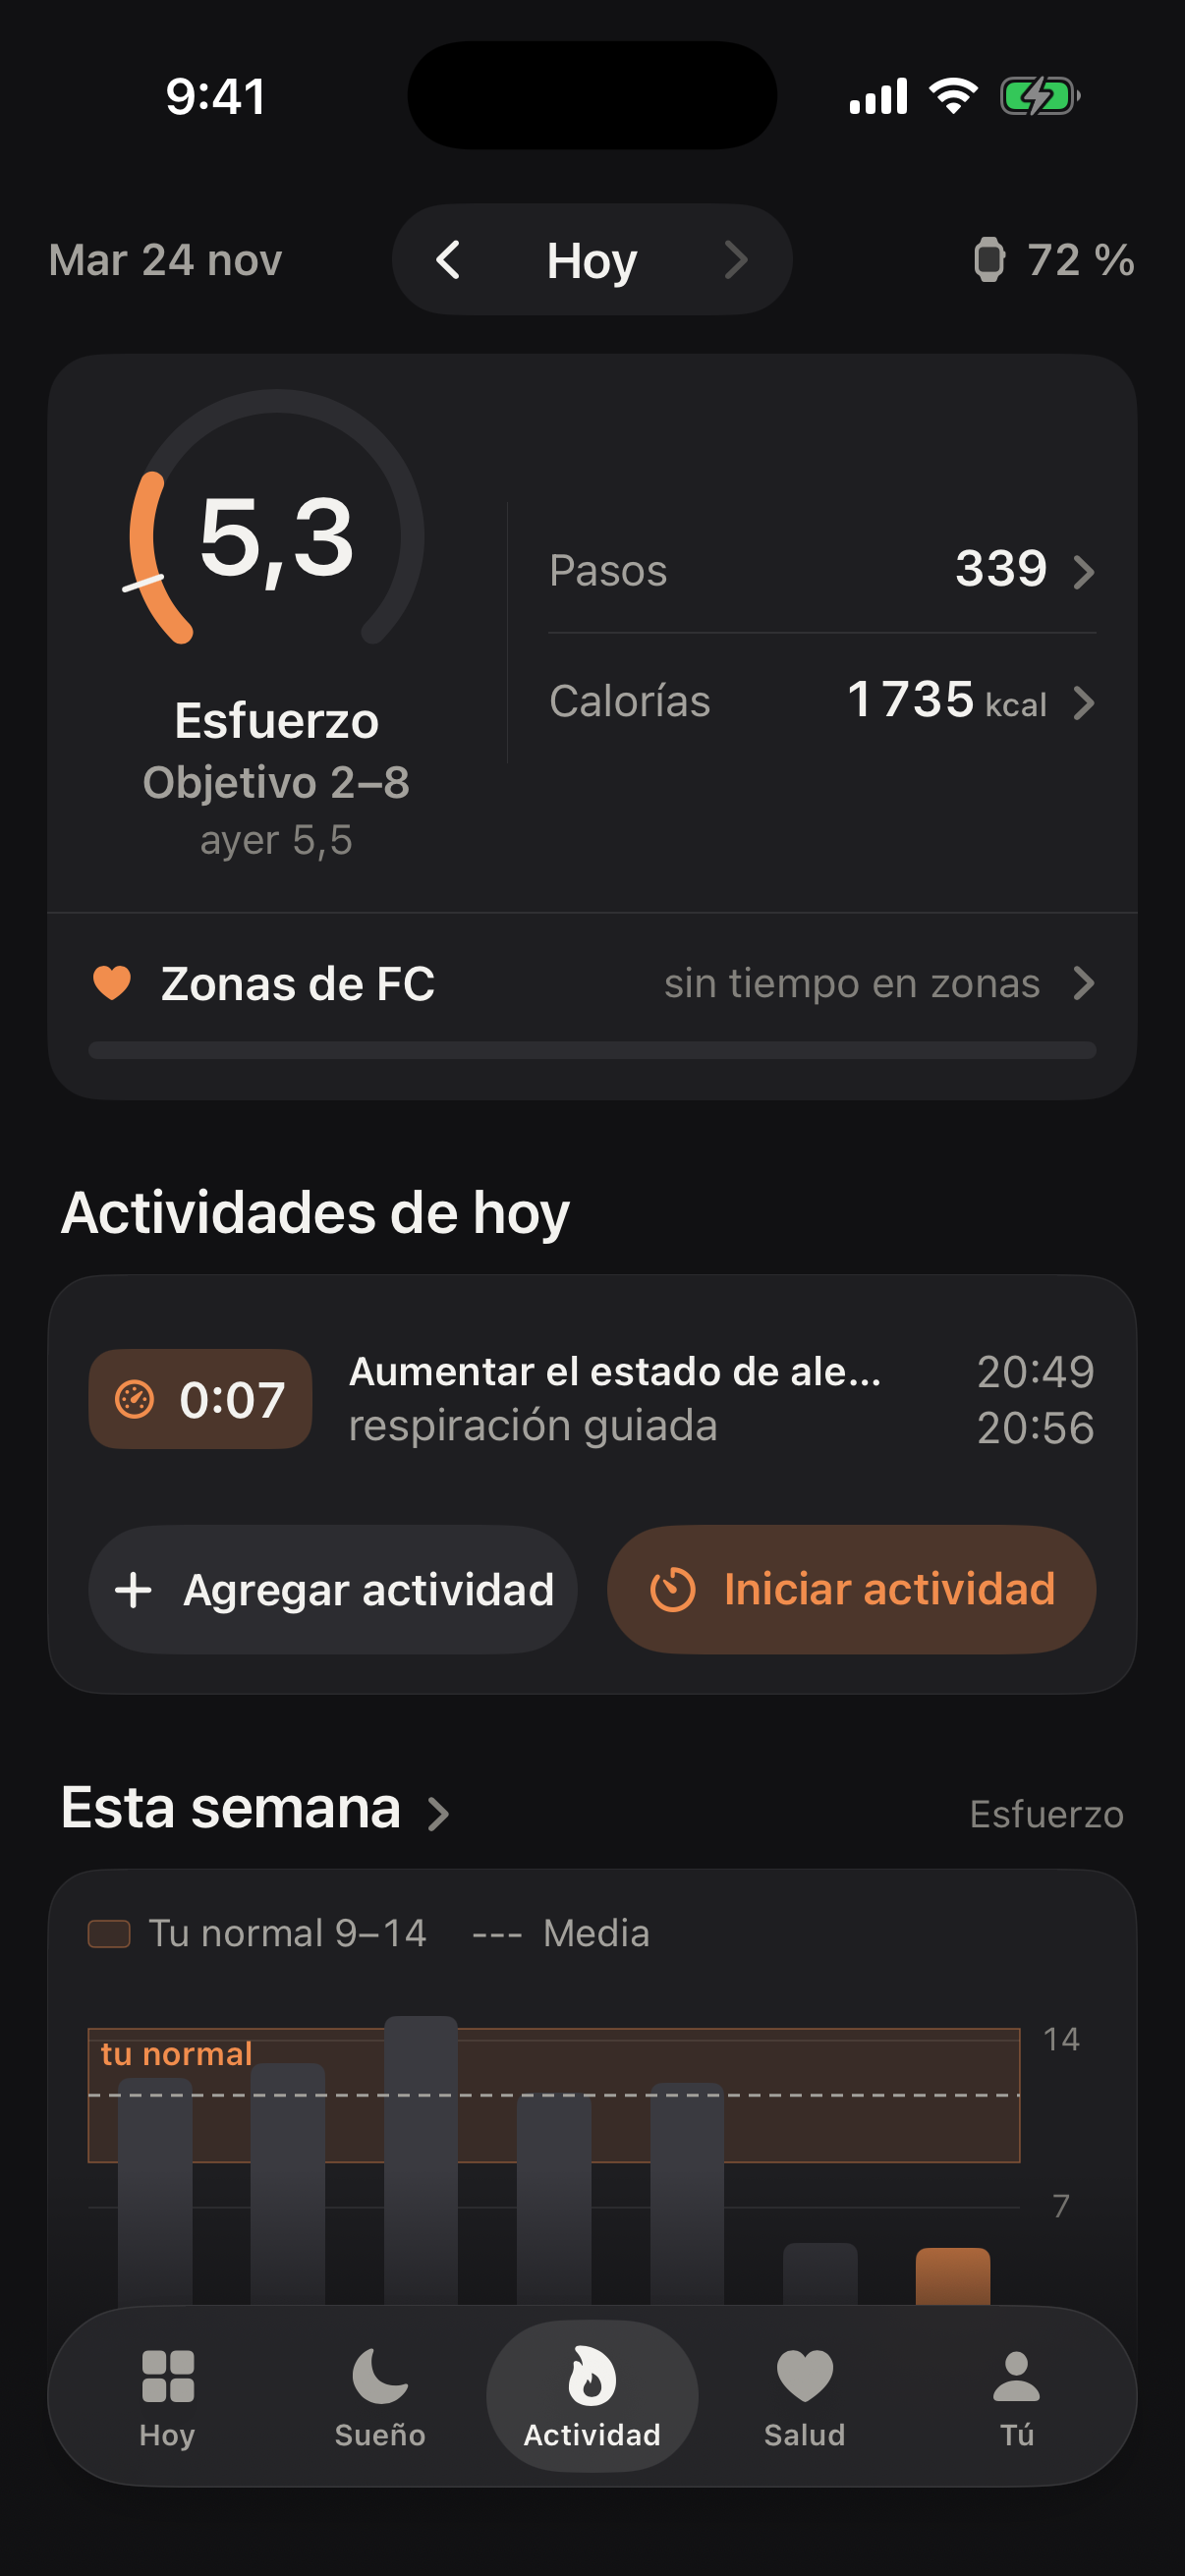 9:41
Mar 24 nov
Hoy
72 %
5,3
Esfuerzo
Objetivo 2–8
ayer 5,5
Pasos 339
Calorías 1 735 kcal
Zonas de FC
sin tiempo en zonas
Actividades de hoy
0:07
Aumentar el estado de ale...
respiración guiada
20:49
20:56
Agregar actividad
Iniciar actividad
Esta semana
Esfuerzo
Tu normal 9–14
--- Media
tu normal
14
7
Hoy
Sueño
Actividad
Salud
Tú